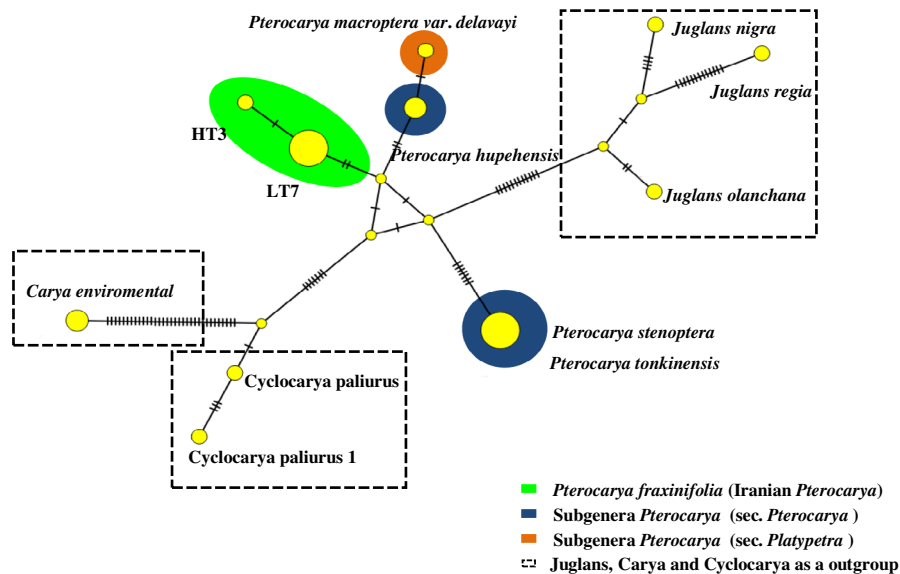 Pterocarya macroptera var. delavayi
Juglans nigra
Juglans regia
HT3
Pterocarya hupehensis
LT7
Juglans olanchana
Carya enviromental
Pterocarya stenoptera
Pterocarya tonkinensis
Cyclocarya paliurus
Cyclocarya paliurus 1
Pterocarya fraxinifolia (Iranian Pterocarya)
Subgenera Pterocarya (sec. Pterocarya )
Subgenera Pterocarya (sec. Platypetra )
Juglans, Carya and Cyclocarya as a outgroup